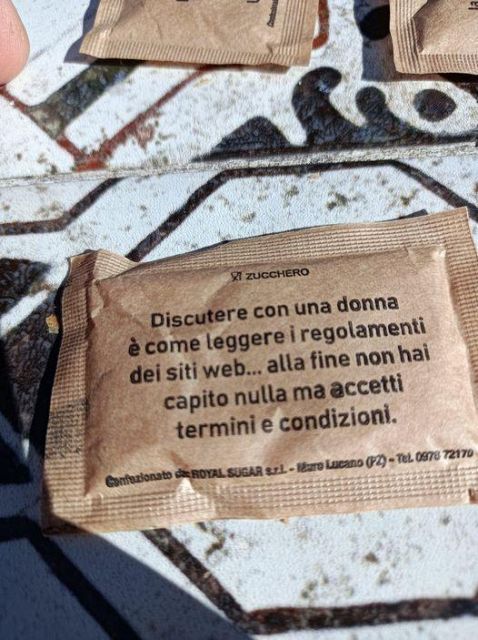 ZUCCHERO
Discutere con una donna
è come leggere i regolamenti
dei siti web... alla fine non hai
capito nulla ma accetti
termini e condizioni.
Confezionato da: ROYAL SUGAR s.r.l. - Muro Lucano (PZ) - Tel. 0976 72170